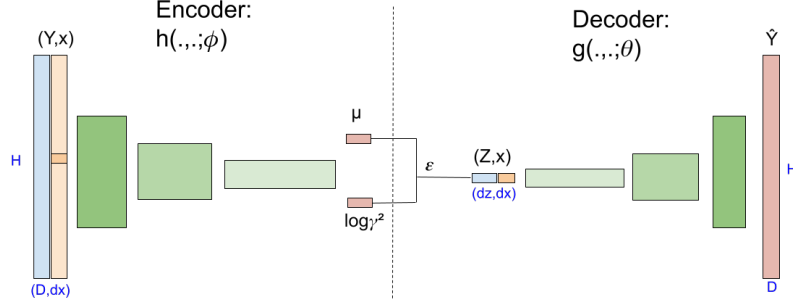 Encoder:
h(.,.;ϕ)
Decoder:
g(.,.;θ)
(Y,x)
Ŷ
μ
ε
(Z,x)
H
H
(dz,dx)
logγ²
(D,dx)
D